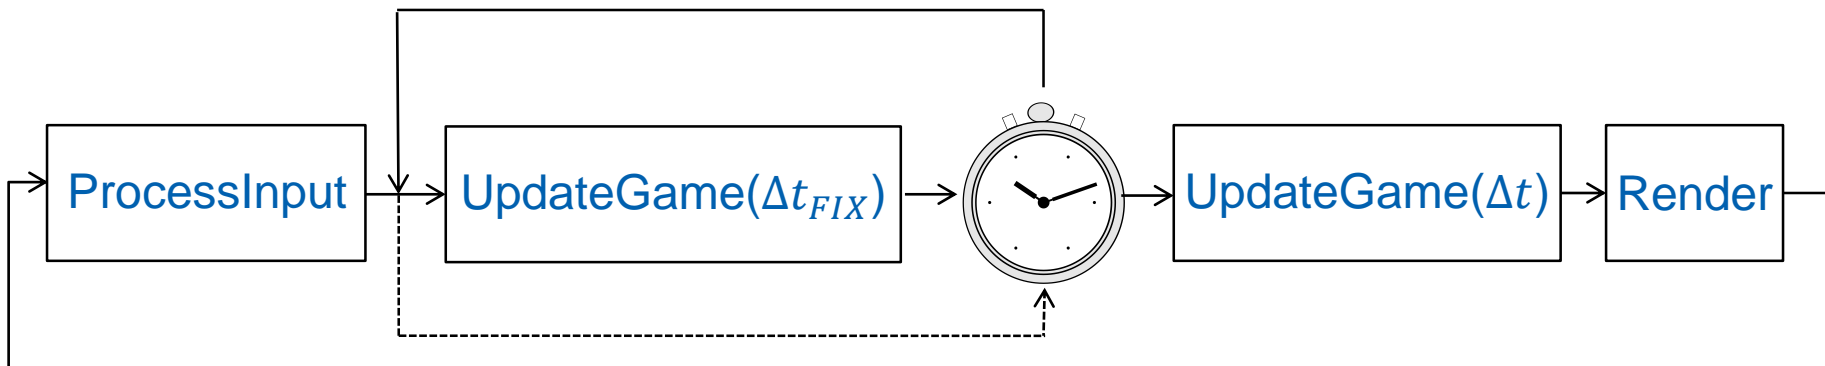 ProcessInput
UpdateGame(Δt_FIX)
UpdateGame(Δt)
Render